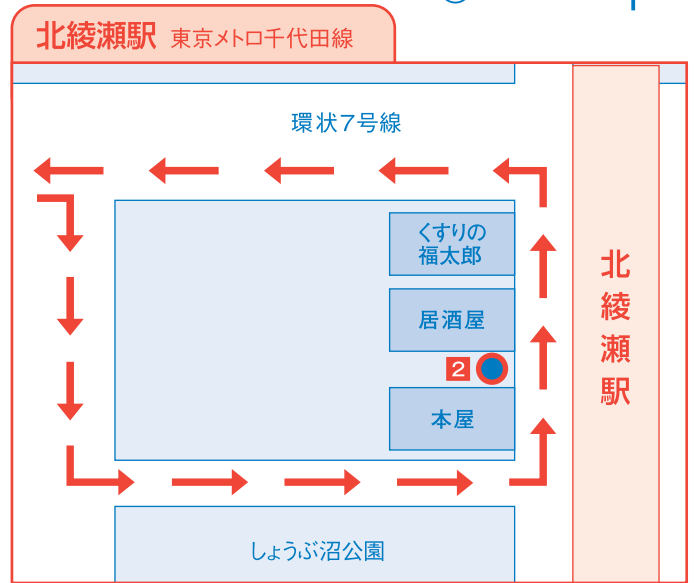 北綾瀬駅 東京メトロ千代田線
環状7号線
くすりの
福太郎
居酒屋
2
本屋
北綾瀬駅
しょうぶ沼公園